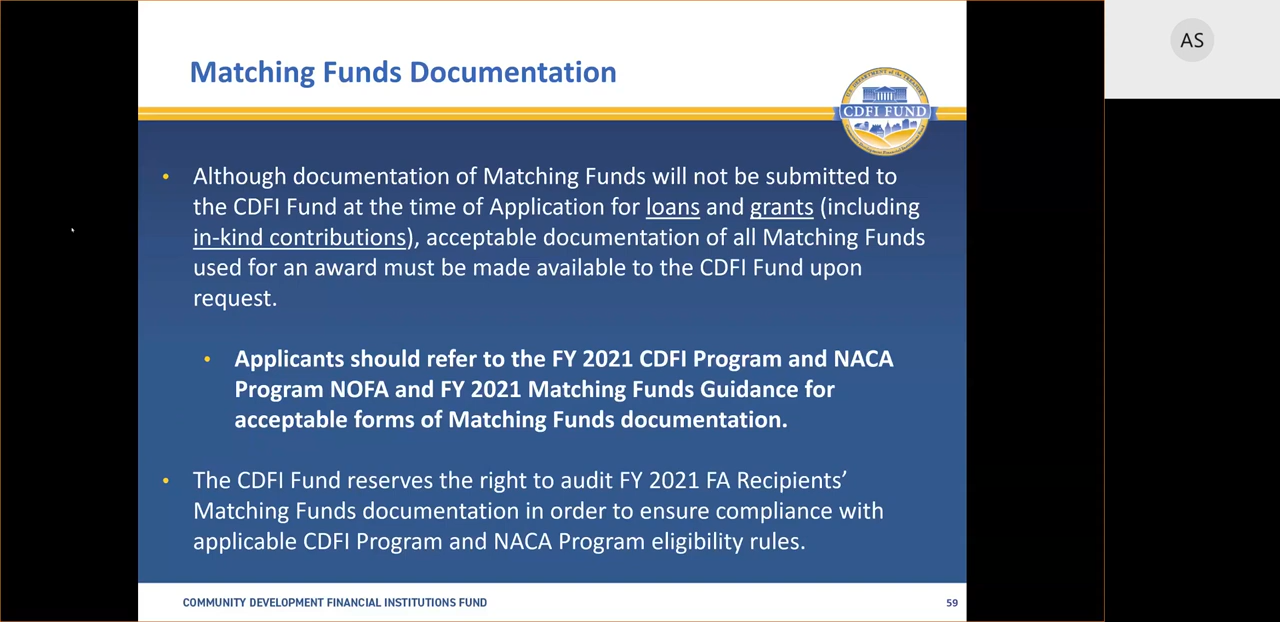 Matching Funds Documentation
AS
U.S. DEPARTMENT of the TREASURY
CDFI FUND
• Although documentation of Matching Funds will not be submitted to
the CDFI Fund at the time of Application for loans and grants (including
in-kind contributions), acceptable documentation of all Matching Funds
used for an award must be made available to the CDFI Fund upon
request.
• Applicants should refer to the FY 2021 CDFI Program and NACA
Program NOFA and FY 2021 Matching Funds Guidance for
acceptable forms of Matching Funds documentation.
• The CDFI Fund reserves the right to audit FY 2021 FA Recipients’
Matching Funds documentation in order to ensure compliance with
applicable CDFI Program and NACA Program eligibility rules.
COMMUNITY DEVELOPMENT FINANCIAL INSTITUTIONS FUND
59